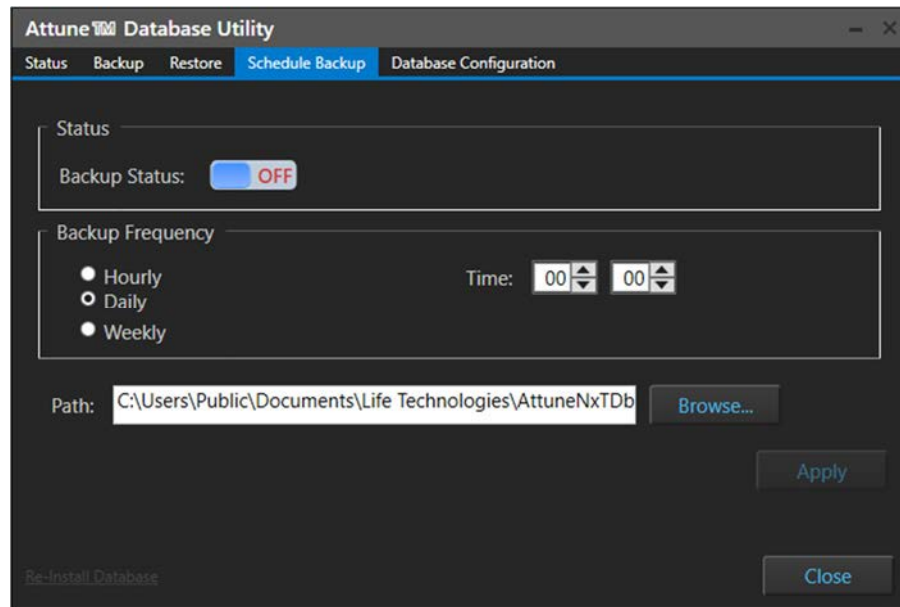 Attune™ Database Utility
Status Backup Restore Schedule Backup Database Configuration
Status
Backup Status: OFF
Backup Frequency
Hourly
Time: 00 00
Daily
Weekly
Path: C:\Users\Public\Documents\Life Technologies\AttuneNxTDb Browse...
Apply
Re-Install Database
Close